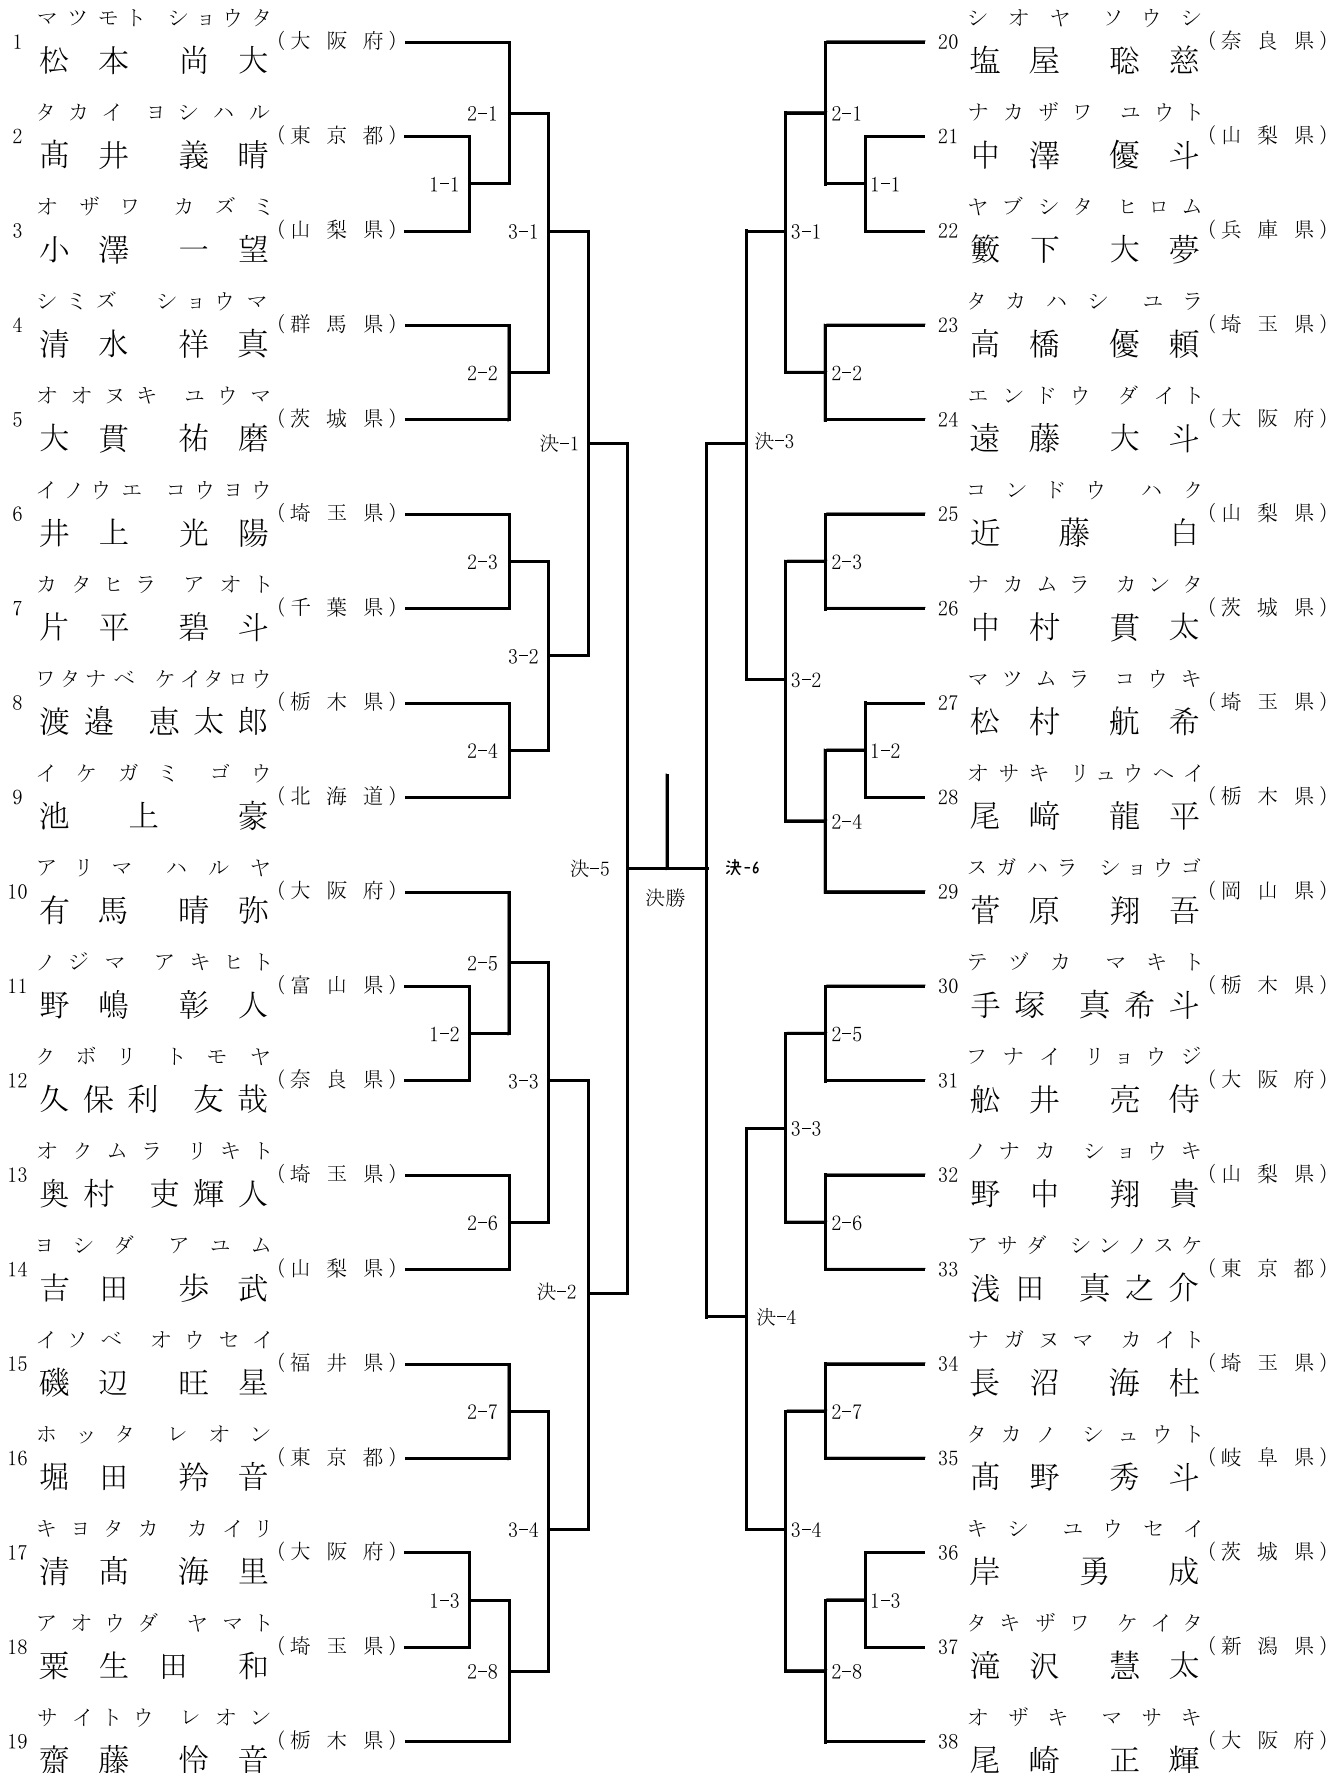 マツモト ショウタ
1 松本 尚大 (大阪府)
タカイ ヨシハル
2 髙井 義晴 (東京都)
オザワ カズミ
3 小澤 一望 (山梨県)
シミズ ショウマ
4 清水 祥真 (群馬県)
オオヌキ ユウマ
5 大貫 祐磨 (茨城県)
イノウエ コウヨウ
6 井上 光陽 (埼玉県)
カタヒラ アオト
7 片平 碧斗 (千葉県)
ワタナベ ケイタロウ
8 渡邉 恵太郎 (栃木県)
イケガミ ゴウ
9 池上 豪 (北海道)
アリマ ハルヤ
10 有馬 晴弥 (大阪府)
ノジマ アキヒト
11 野嶋 彰人 (富山県)
クボリ トモヤ
12 久保利 友哉 (奈良県)
オクムラ リキト
13 奥村 吏輝人 (埼玉県)
ヨシダ アユム
14 吉田 歩武 (山梨県)
イソベ オウセイ
15 磯辺 旺星 (福井県)
ホッタ レオン
16 堀田 羚音 (東京都)
キヨタカ カイリ
17 清髙 海里 (大阪府)
アオウダ ヤマト
18 粟生田 和 (埼玉県)
サイトウ レオン
19 齋藤 怜音 (栃木県)
1-1
1-2
1-3
2-1
2-2
2-3
2-4
2-5
2-6
2-7
2-8
3-1
3-2
3-3
3-4
決-1
決-2
決-5
決勝
決-6
決-3
決-4
3-1
3-2
3-3
3-4
2-1
2-2
2-3
2-4
2-5
2-6
2-7
2-8
1-1
1-2
1-3
シオヤ ソウシ
20 塩屋 聡慈 (奈良県)
ナカザワ ユウト
21 中澤 優斗 (山梨県)
ヤブシタ ヒロム
22 籔下 大夢 (兵庫県)
タカハシ ユラ
23 高橋 優頼 (埼玉県)
エンドウ ダイト
24 遠藤 大斗 (大阪府)
コンドウ ハク
25 近藤 白 (山梨県)
ナカムラ カンタ
26 中村 貫太 (茨城県)
マツムラ コウキ
27 松村 航希 (埼玉県)
オサキ リュウヘイ
28 尾﨑 龍平 (栃木県)
スガハラ ショウゴ
29 菅原 翔吾 (岡山県)
テヅカ マキト
30 手塚 真希斗 (栃木県)
フナイ リョウジ
31 舩井 亮侍 (大阪府)
ノナカ ショウキ
32 野中 翔貴 (山梨県)
アサダ シンノスケ
33 浅田 真之介 (東京都)
ナガヌマ カイト
34 長沼 海杜 (埼玉県)
タカノ シュウト
35 髙野 秀斗 (岐阜県)
キシ ユウセイ
36 岸 勇成 (茨城県)
タキザワ ケイタ
37 滝沢 慧太 (新潟県)
オザキ マサキ
38 尾崎 正輝 (大阪府)